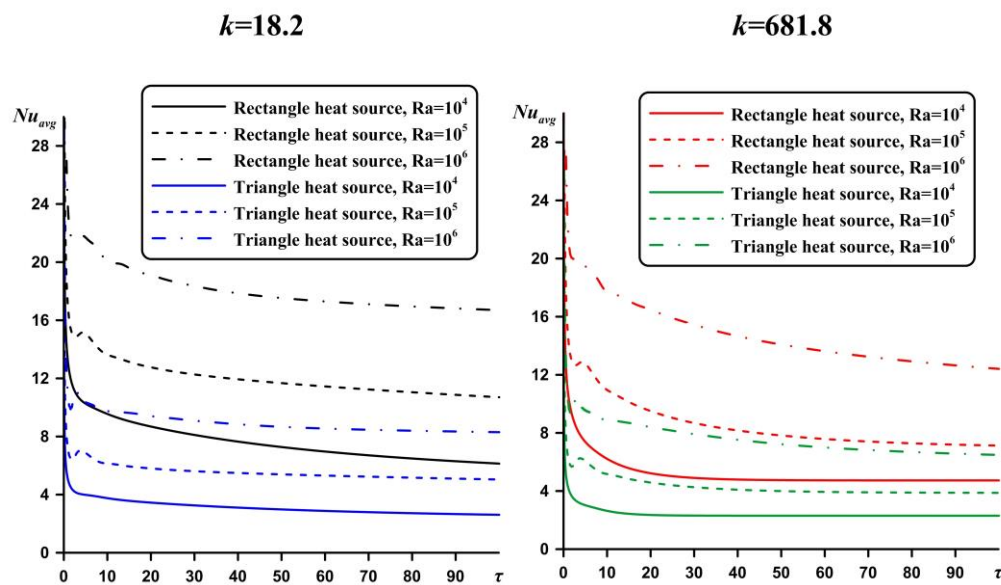 k=18.2
Nu_avg
Rectangle heat source, Ra=10^4
Rectangle heat source, Ra=10^5
Rectangle heat source, Ra=10^6
Triangle heat source, Ra=10^4
Triangle heat source, Ra=10^5
Triangle heat source, Ra=10^6
28
24
20
16
12
8
4
0
0 10 20 30 40 50 60 70 80 90 τ
k=681.8
Nu_avg
Rectangle heat source, Ra=10^4
Rectangle heat source, Ra=10^5
Rectangle heat source, Ra=10^6
Triangle heat source, Ra=10^4
Triangle heat source, Ra=10^5
Triangle heat source, Ra=10^6
28
24
20
16
12
8
4
0
0 10 20 30 40 50 60 70 80 90 τ